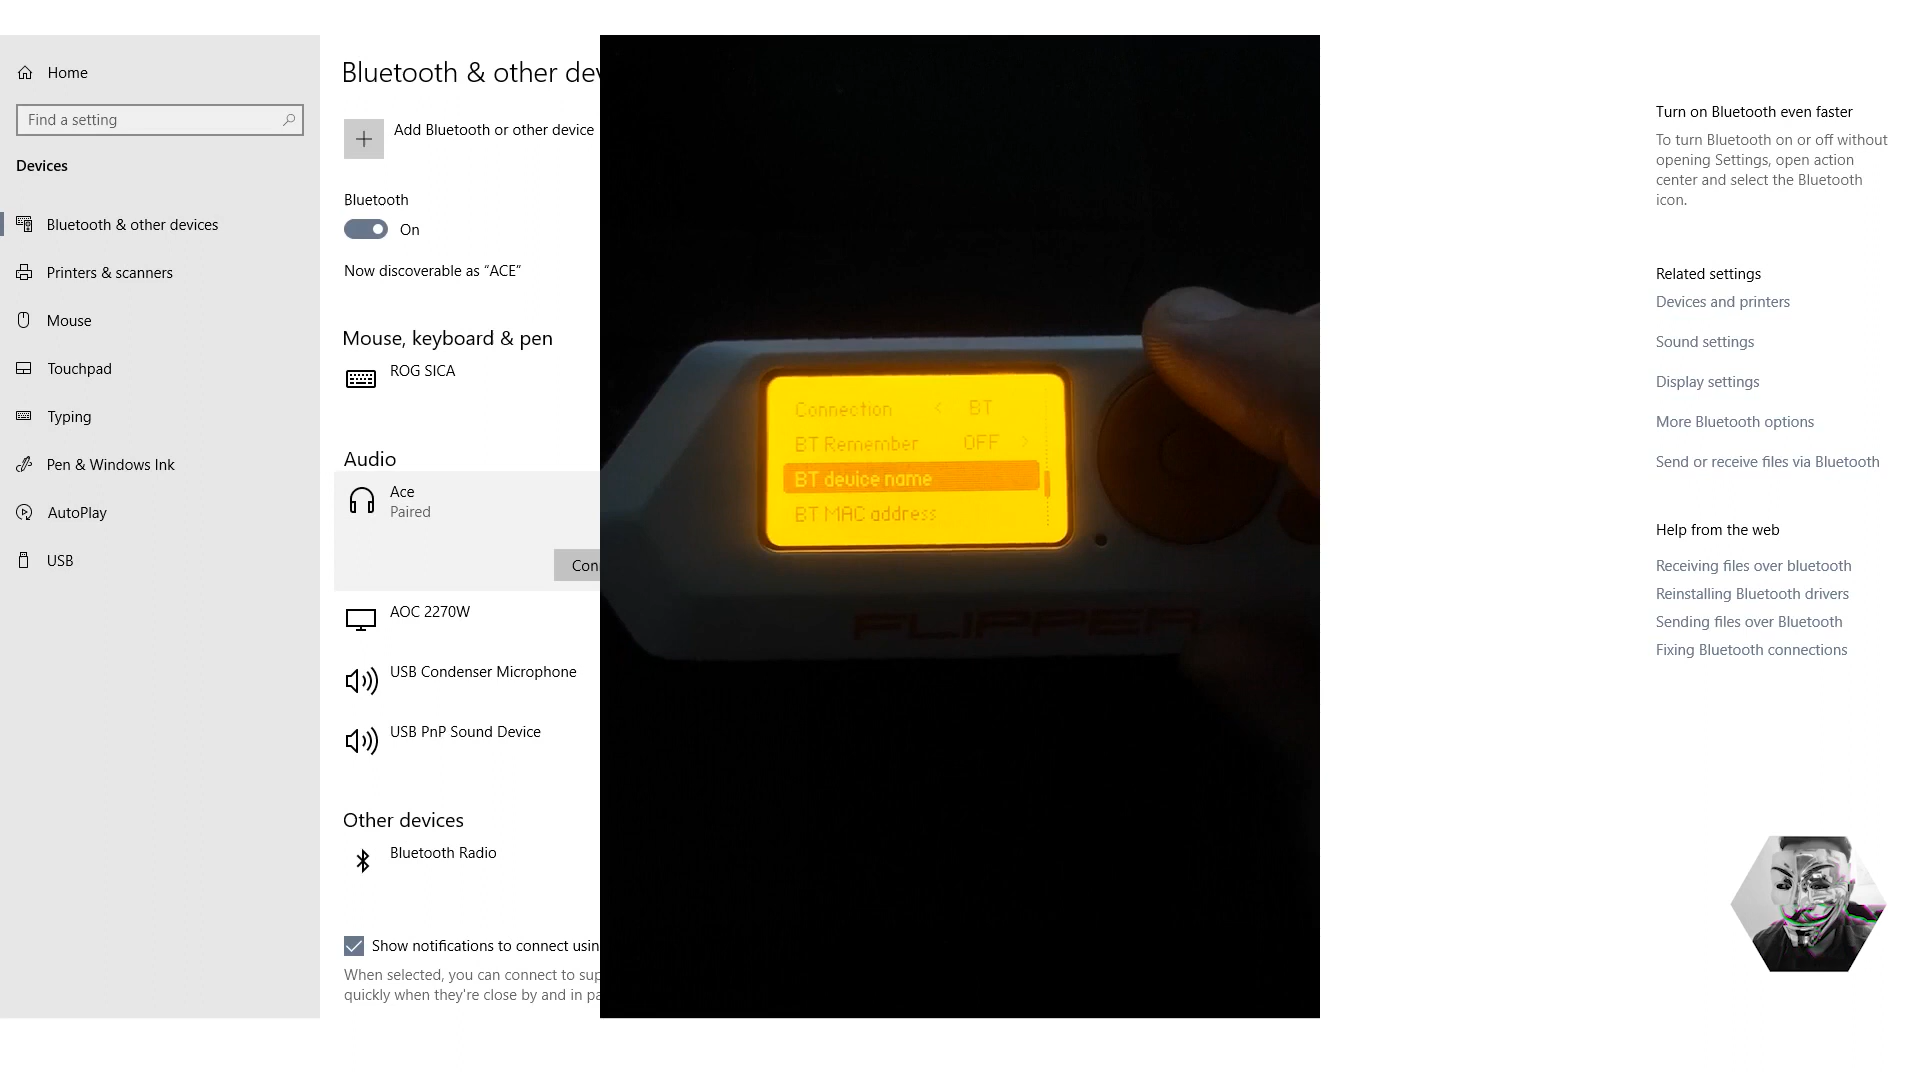 Home
Find a setting
Devices
Bluetooth & other devices
Printers & scanners
Mouse
Touchpad
Typing
Pen & Windows Ink
AutoPlay
USB
Bluetooth & other dev
Add Bluetooth or other device
Bluetooth
On
Now discoverable as “ACE”
Mouse, keyboard & pen
ROG SICA
Audio
Ace
Paired
Con
AOC 2270W
USB Condenser Microphone
USB PnP Sound Device
Other devices
Bluetooth Radio
Show notifications to connect usin
When selected, you can connect to sup
quickly when they're close by and in pa
Connection < BT
BT Remember OFF >
BT device name
BT MAC address
FLIPPER
Turn on Bluetooth even faster
To turn Bluetooth on or off without
opening Settings, open action
center and select the Bluetooth
icon.
Related settings
Devices and printers
Sound settings
Display settings
More Bluetooth options
Send or receive files via Bluetooth
Help from the web
Receiving files over bluetooth
Reinstalling Bluetooth drivers
Sending files over Bluetooth
Fixing Bluetooth connections